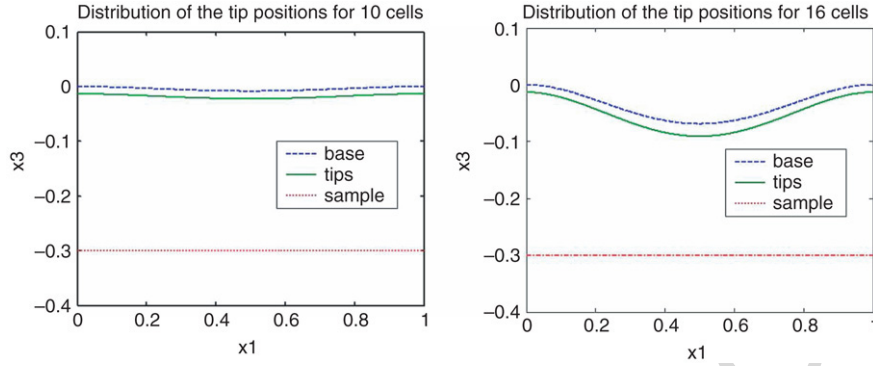 Distribution of the tip positions for 10 cells
0.1
0
−0.1
−0.2
−0.3
−0.4
x3
base
tips
sample
0
0.2
0.4
0.6
0.8
1
x1
Distribution of the tip positions for 16 cells
0.1
0
−0.1
−0.2
−0.3
−0.4
x3
base
tips
sample
0
0.2
0.4
0.6
0.8
1
x1